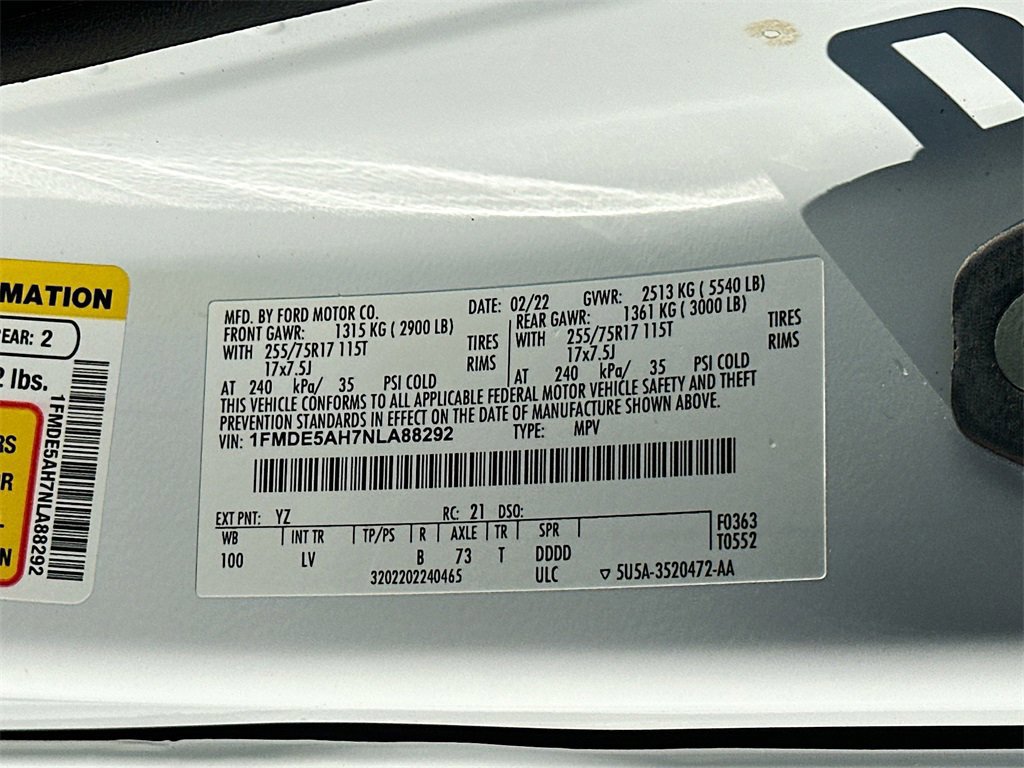 MATION
EAR: 2
lbs.
1FMDE5AH7NLA88292
RS
R
N
MFD. BY FORD MOTOR CO.
DATE: 02/22 GVWR: 2513 KG ( 5540 LB)
FRONT GAWR: 1315 KG ( 2900 LB)
WITH 255/75R17 115T TIRES
17x7.5J RIMS
AT 240 kPa/ 35 PSI COLD
REAR GAWR: 1361 KG ( 3000 LB)
WITH 255/75R17 115T TIRES
17x7.5J RIMS
AT 240 kPa/ 35 PSI COLD
THIS VEHICLE CONFORMS TO ALL APPLICABLE FEDERAL MOTOR VEHICLE SAFETY AND THEFT
PREVENTION STANDARDS IN EFFECT ON THE DATE OF MANUFACTURE SHOWN ABOVE.
VIN: 1FMDE5AH7NLA88292 TYPE: MPV
EXT PNT: YZ RC: 21 DSO:
WB INT TR TP/PS R AXLE TR SPR F0363
100 LV B 73 T DDDD T0552
3202202240465 ULC ▽ 5U5A-3520472-AA